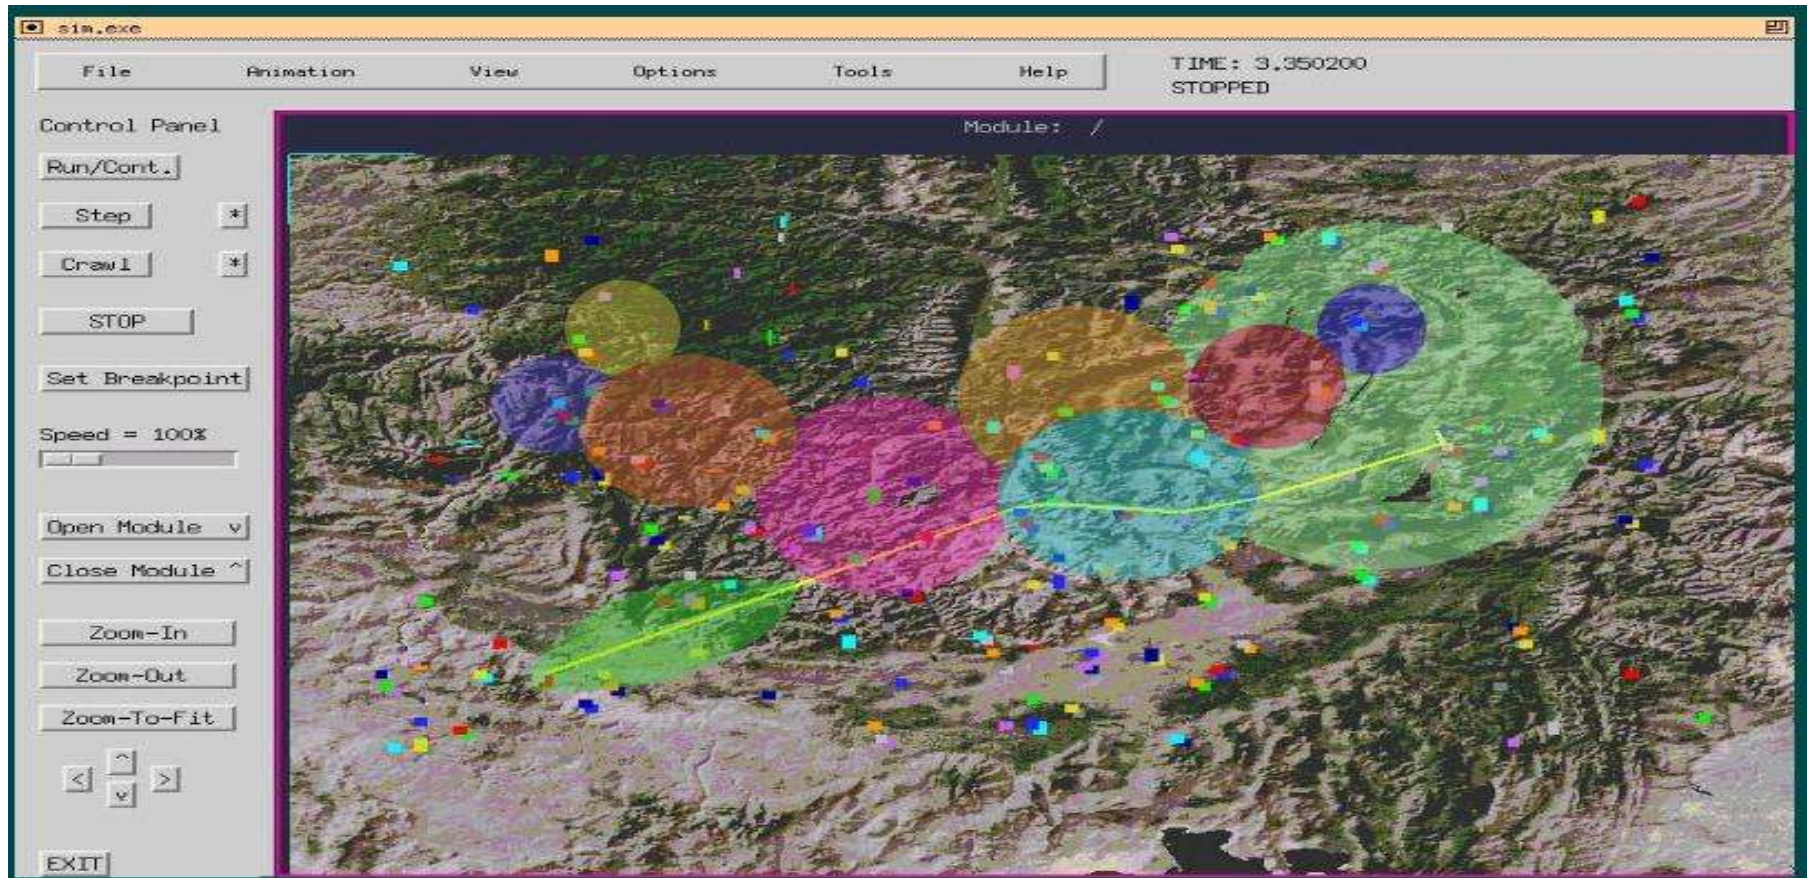 sim.exe
File Animation View Options Tools Help
TIME: 3.350200
STOPPED
Control Panel
Module: /
Run/Cont.
Step *
Crawl *
STOP
Set Breakpoint
Speed = 100%
Open Module v
Close Module ^
Zoom-In
Zoom-Out
Zoom-To-Fit
^
< >
v
EXIT